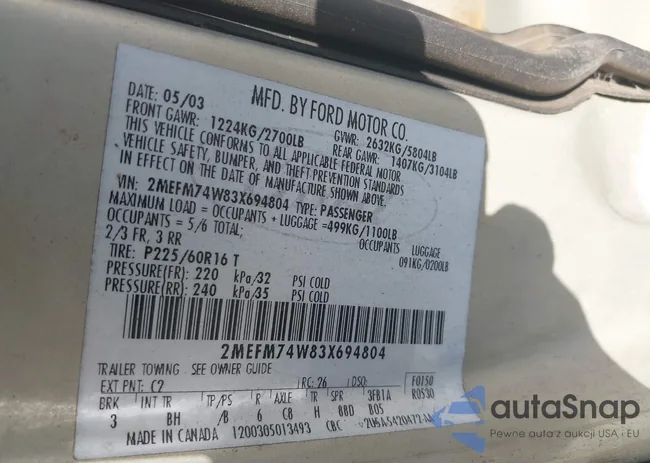 MFD. BY FORD MOTOR CO.
DATE: 05/03
GVWR: 2632KG/5804LB
FRONT GAWR: 1224KG/2700LB
REAR GAWR: 1407KG/3104LB
THIS VEHICLE CONFORMS TO ALL APPLICABLE FEDERAL MOTOR
VEHICLE SAFETY, BUMPER, AND THEFT PREVENTION STANDARDS
IN EFFECT ON THE DATE OF MANUFACTURE SHOWN ABOVE.
VIN: 2MEFM74W83X694804 TYPE: PASSENGER
MAXIMUM LOAD = OCCUPANTS + LUGGAGE = 499KG/1100LB
OCCUPANTS = 5/6 TOTAL;
OCCUPANTS LUGGAGE
2/3 FR, 3 RR
091KG/0200LB
TIRE: P225/60R16 T
PRESSURE(FR) 220 kPa/32 PSI COLD
PRESSURE(RR) 240 kPa/35 PSI COLD
2MEFM74W83X694804
TRAILER TOWING - SEE OWNER GUIDE
EXT PNT: C2 RC: 26 DSO: F0150
R0530
BRK INT TR TP/PS R AXLE TR SPR 3FB1A
3 BH /B 6 C8 H BBD BOS
MADE IN CANADA 1200305013493 CBC
autaSnap
Pewne auta z aukcji USA i EU